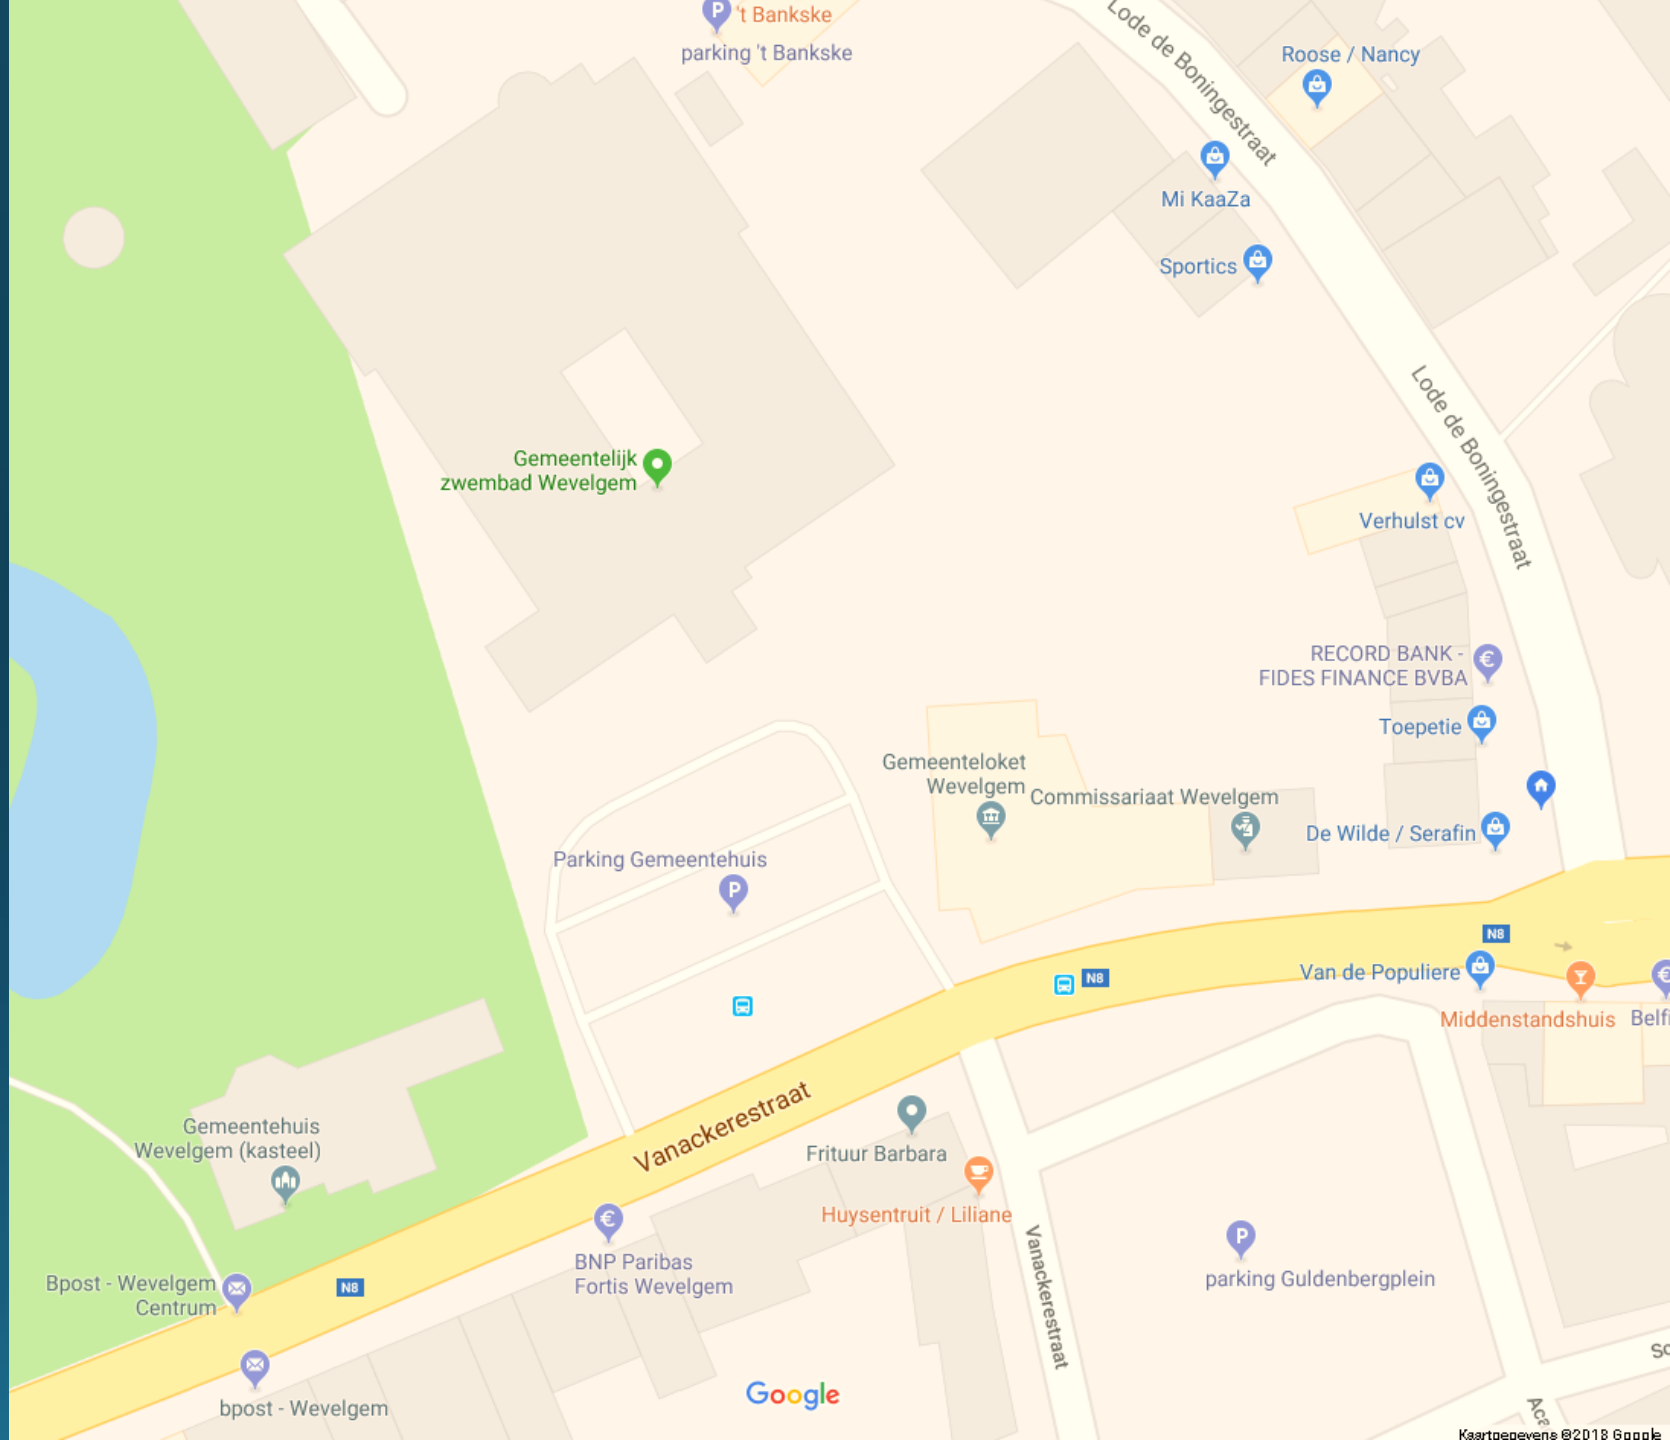 't Bankske
parking 't Bankske
Lode de Boningestraat
Roose / Nancy
Mi KaaZa
Sportics
Lode de Boningestraat
Gemeentelijk
zwembad Wevelgem
Verhulst cv
RECORD BANK -
FIDES FINANCE BVBA
Toepetie
Gemeenteloket
Wevelgem
Commissariaat Wevelgem
De Wilde / Serafin
Parking Gemeentehuis
P
N8
N8
Van de Populiere
Middenstandshuis
Belfi
Vanackerestraat
Gemeentehuis
Wevelgem (kasteel)
Frituur Barbara
Huysentruit / Liliane
Vanackerestraat
BNP Paribas
Fortis Wevelgem
parking Guldenbergplein
Bpost - Wevelgem
Centrum
N8
bpost - Wevelgem
Google
Sc
Aca
Kaartgegevens ©2018 Google